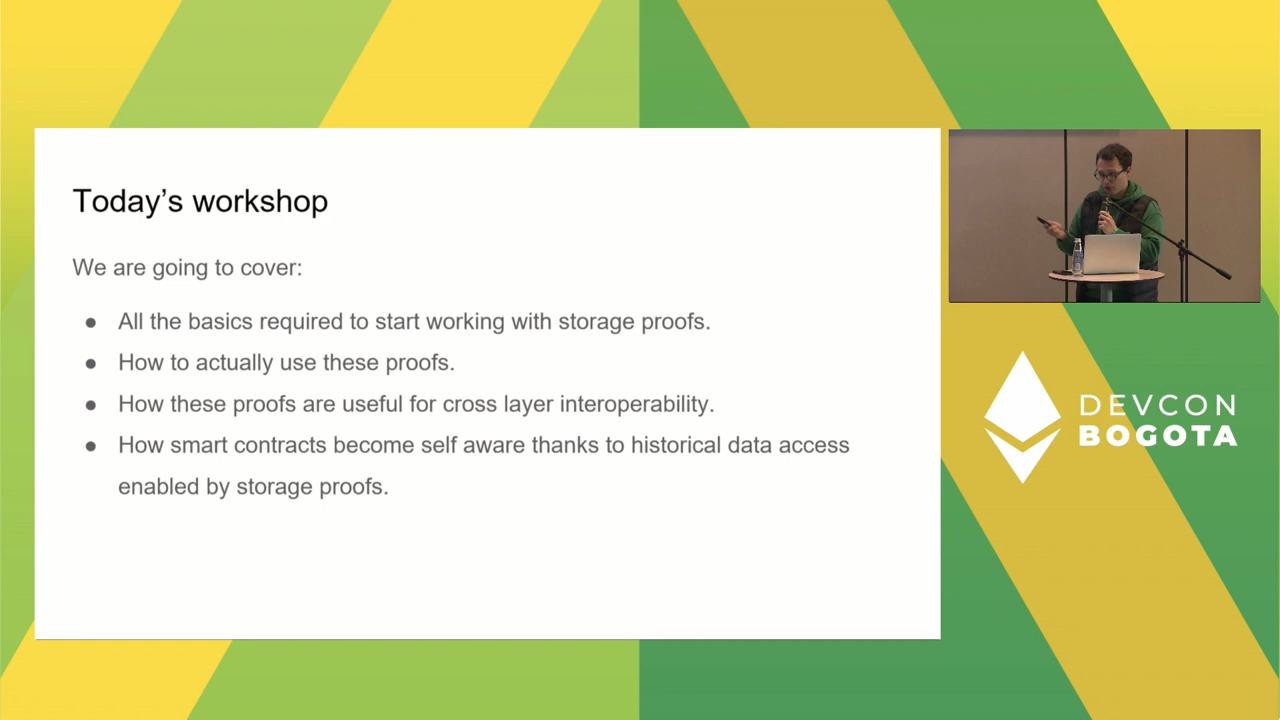 Today’s workshop
We are going to cover:
● All the basics required to start working with storage proofs.
● How to actually use these proofs.
● How these proofs are useful for cross layer interoperability.
● How smart contracts become self aware thanks to historical data access
enabled by storage proofs.
DEVCON
BOGOTA